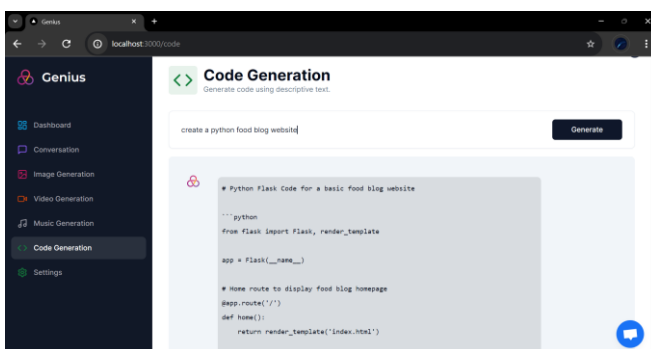 Genius
localhost:3000/code
Genius
Dashboard
Conversation
Image Generation
Video Generation
Music Generation
Code Generation
Settings
Code Generation
Generate code using descriptive text.
create a python food blog website
Generate
# Python Flask Code for a basic food blog website
```python
from flask import Flask, render_template
app = Flask(__name__)
# Home route to display food blog homepage
@app.route('/')
def home():
    return render_template('index.html')